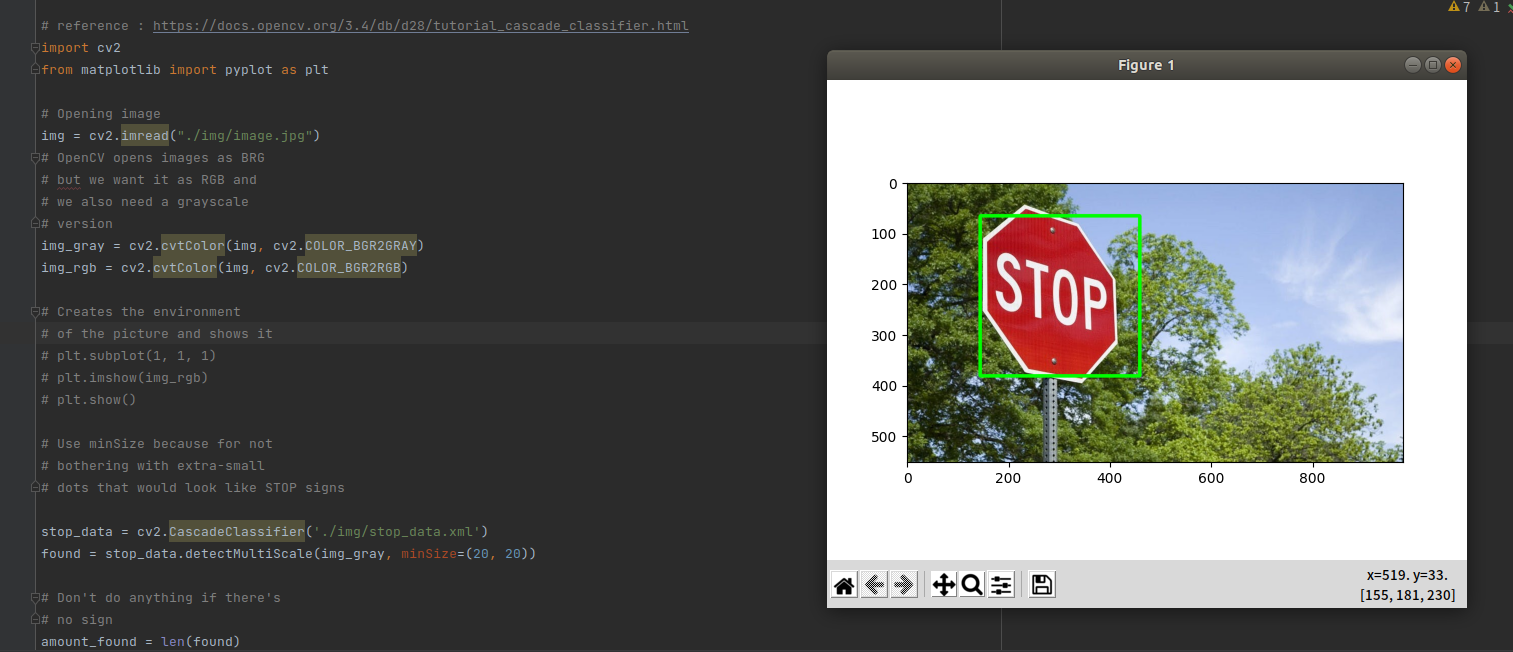 # reference : https://docs.opencv.org/3.4/db/d28/tutorial_cascade_classifier.html
import cv2
from matplotlib import pyplot as plt
# Opening image
img = cv2.imread("./img/image.jpg")
# OpenCV opens images as BRG
# but we want it as RGB and
# we also need a grayscale
# version
img_gray = cv2.cvtColor(img, cv2.COLOR_BGR2GRAY)
img_rgb = cv2.cvtColor(img, cv2.COLOR_BGR2RGB)
# Creates the environment
# of the picture and shows it
# plt.subplot(1, 1, 1)
# plt.imshow(img_rgb)
# plt.show()
# Use minSize because for not
# bothering with extra-small
# dots that would look like STOP signs
stop_data = cv2.CascadeClassifier('./img/stop_data.xml')
found = stop_data.detectMultiScale(img_gray, minSize=(20, 20))
# Don't do anything if there's
# no sign
amount_found = len(found)
7 1
Figure 1
0
100
200
300
400
500
STOP
0 200 400 600 800
x=519. y=33.
[155, 181, 230]